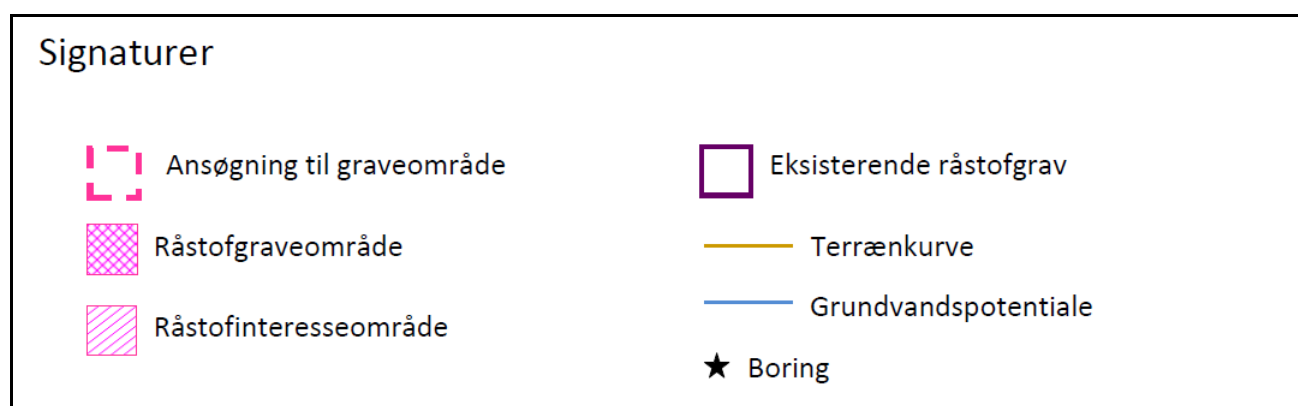 Signaturer
Ansøgning til graveområde
Råstofgraveområde
Råstofinteresseområde
Eksisterende råstofgrav
Terrænkurve
Grundvandspotentiale
Boring